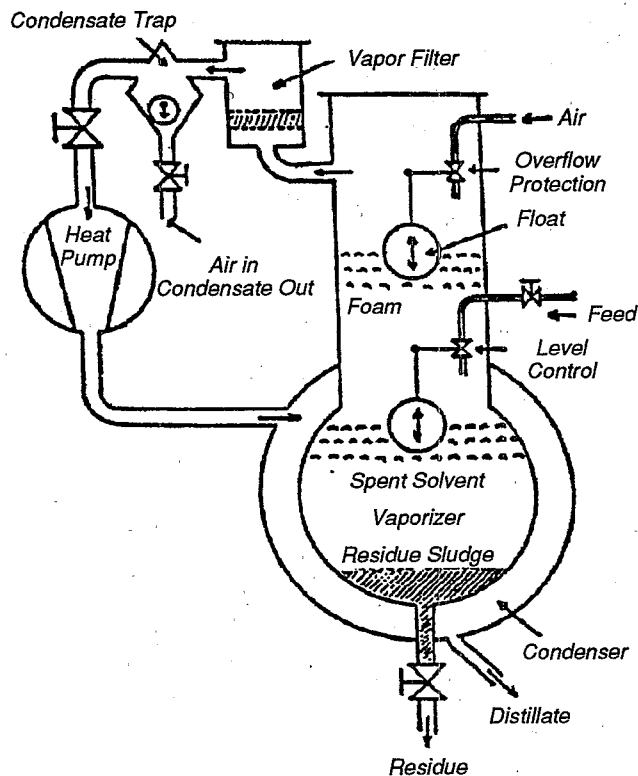 Condensate Trap
Vapor Filter
Air
Overflow
Protection
Float
Heat
Pump
Air in
Condensate Out
Foam
Feed
Level
Control
Spent Solvent
Vaporizer
Residue Sludge
Condenser
Distillate
Residue